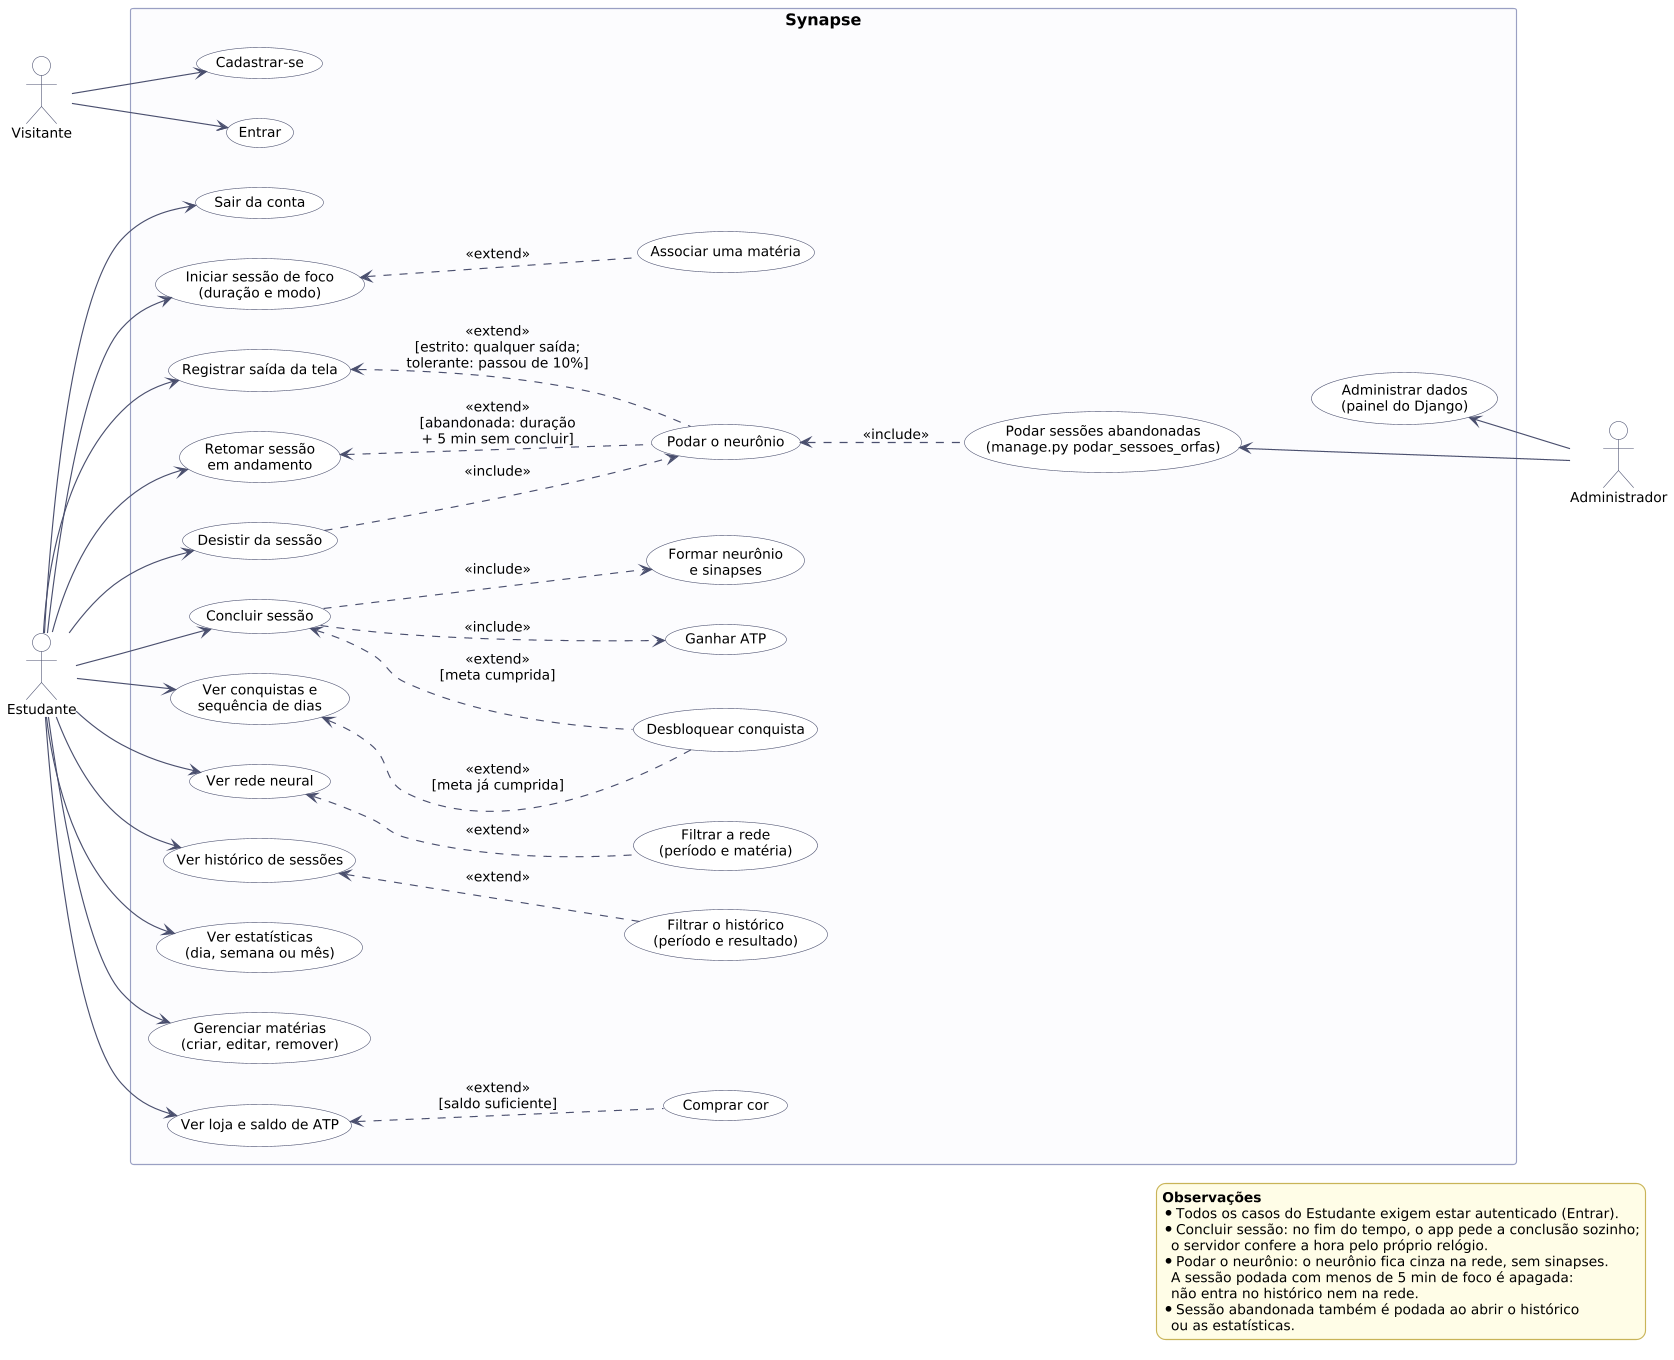 Synapse
Cadastrar-se
Visitante
Entrar
Sair da conta
Associar uma matéria
«extend»
Iniciar sessão de foco
(duração e modo)
«extend»
[estrito: qualquer saída;
tolerante: passou de 10%]
Registrar saída da tela
Administrar dados
(painel do Django)
«extend»
[abandonada: duração
+ 5 min sem concluir]
Retomar sessão
em andamento
Podar o neurônio
«include»
Podar sessões abandonadas
(manage.py podar_sessoes_orfas)
Administrador
«include»
Desistir da sessão
Formar neurônio
e sinapses
«include»
Concluir sessão
«include»
Ganhar ATP
«extend»
[meta cumprida]
Ver conquistas e
sequência de dias
Estudante
Desbloquear conquista
«extend»
[meta já cumprida]
Ver rede neural
«extend»
Filtrar a rede
(período e matéria)
Ver histórico de sessões
«extend»
Filtrar o histórico
(período e resultado)
Ver estatísticas
(dia, semana ou mês)
Gerenciar matérias
(criar, editar, remover)
«extend»
[saldo suficiente]
Comprar cor
Ver loja e saldo de ATP
Observações
• Todos os casos do Estudante exigem estar autenticado (Entrar).
• Concluir sessão: no fim do tempo, o app pede a conclusão sozinho;
o servidor confere a hora pelo próprio relógio.
• Podar o neurônio: o neurônio fica cinza na rede, sem sinapses.
A sessão podada com menos de 5 min de foco é apagada:
não entra no histórico nem na rede.
• Sessão abandonada também é podada ao abrir o histórico
ou as estatísticas.